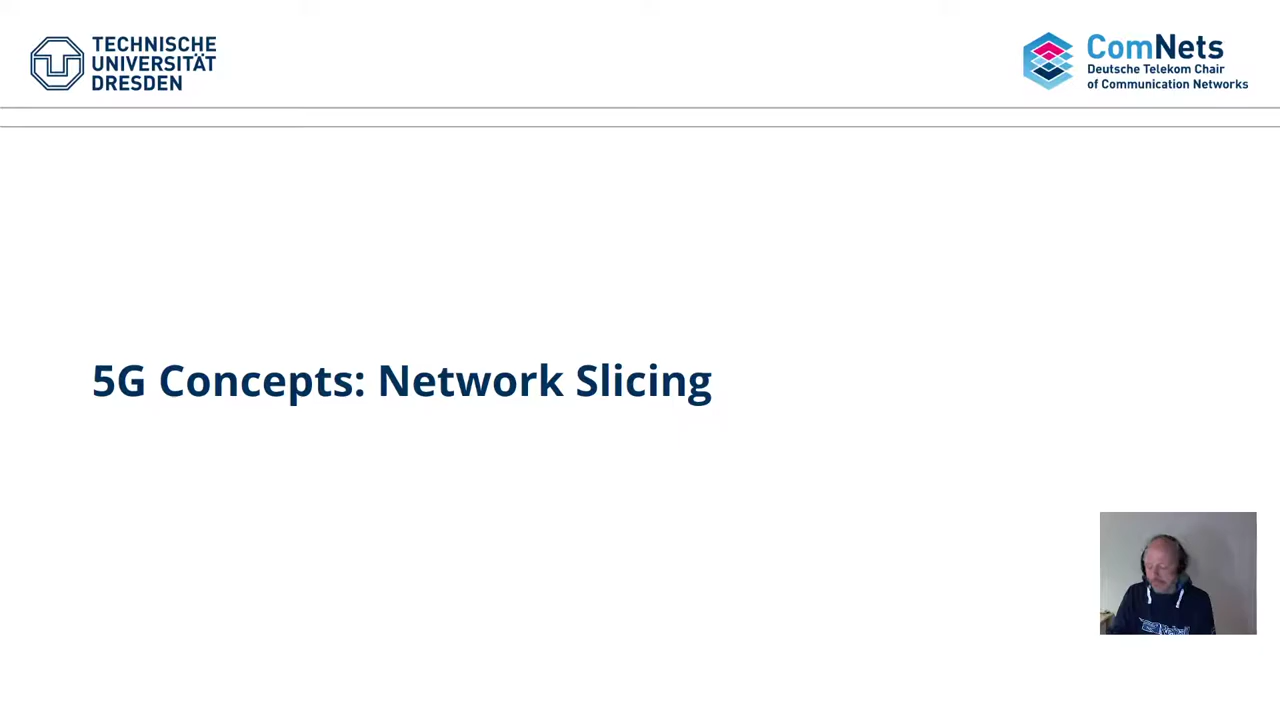 TECHNISCHE
UNIVERSITÄT
DRESDEN
ComNets
Deutsche Telekom Chair
of Communication Networks
5G Concepts: Network Slicing